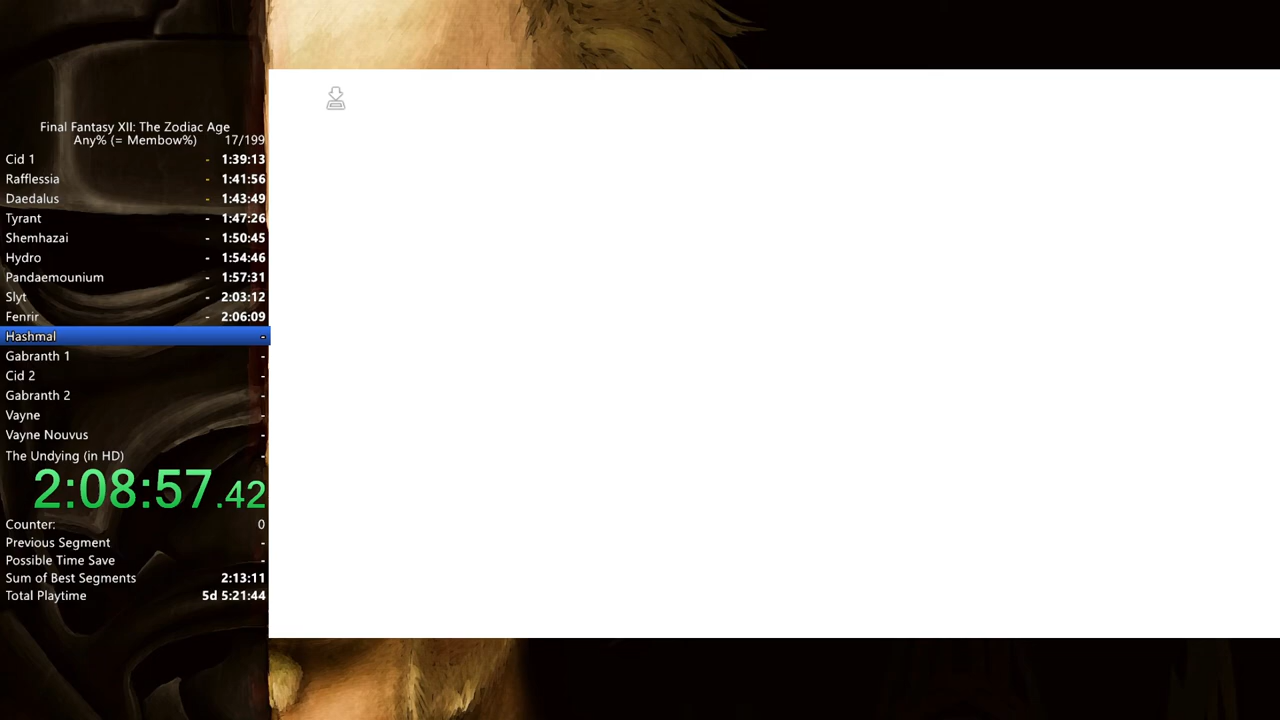 Final Fantasy XII: The Zodiac Age
Any% (= Membow%) 17/199
Cid 1 - 1:39:13
Rafflessia - 1:41:56
Daedalus - 1:43:49
Tyrant - 1:47:26
Shemhazai - 1:50:45
Hydro - 1:54:46
Pandaemounium - 1:57:31
Slyt - 2:03:12
Fenrir - 2:06:09
Hashmal -
Gabranth 1 -
Cid 2 -
Gabranth 2 -
Vayne -
Vayne Nouvus -
The Undying (in HD) -
2:08:57.42
Counter: 0
Previous Segment -
Possible Time Save -
Sum of Best Segments 2:13:11
Total Playtime 5d 5:21:44